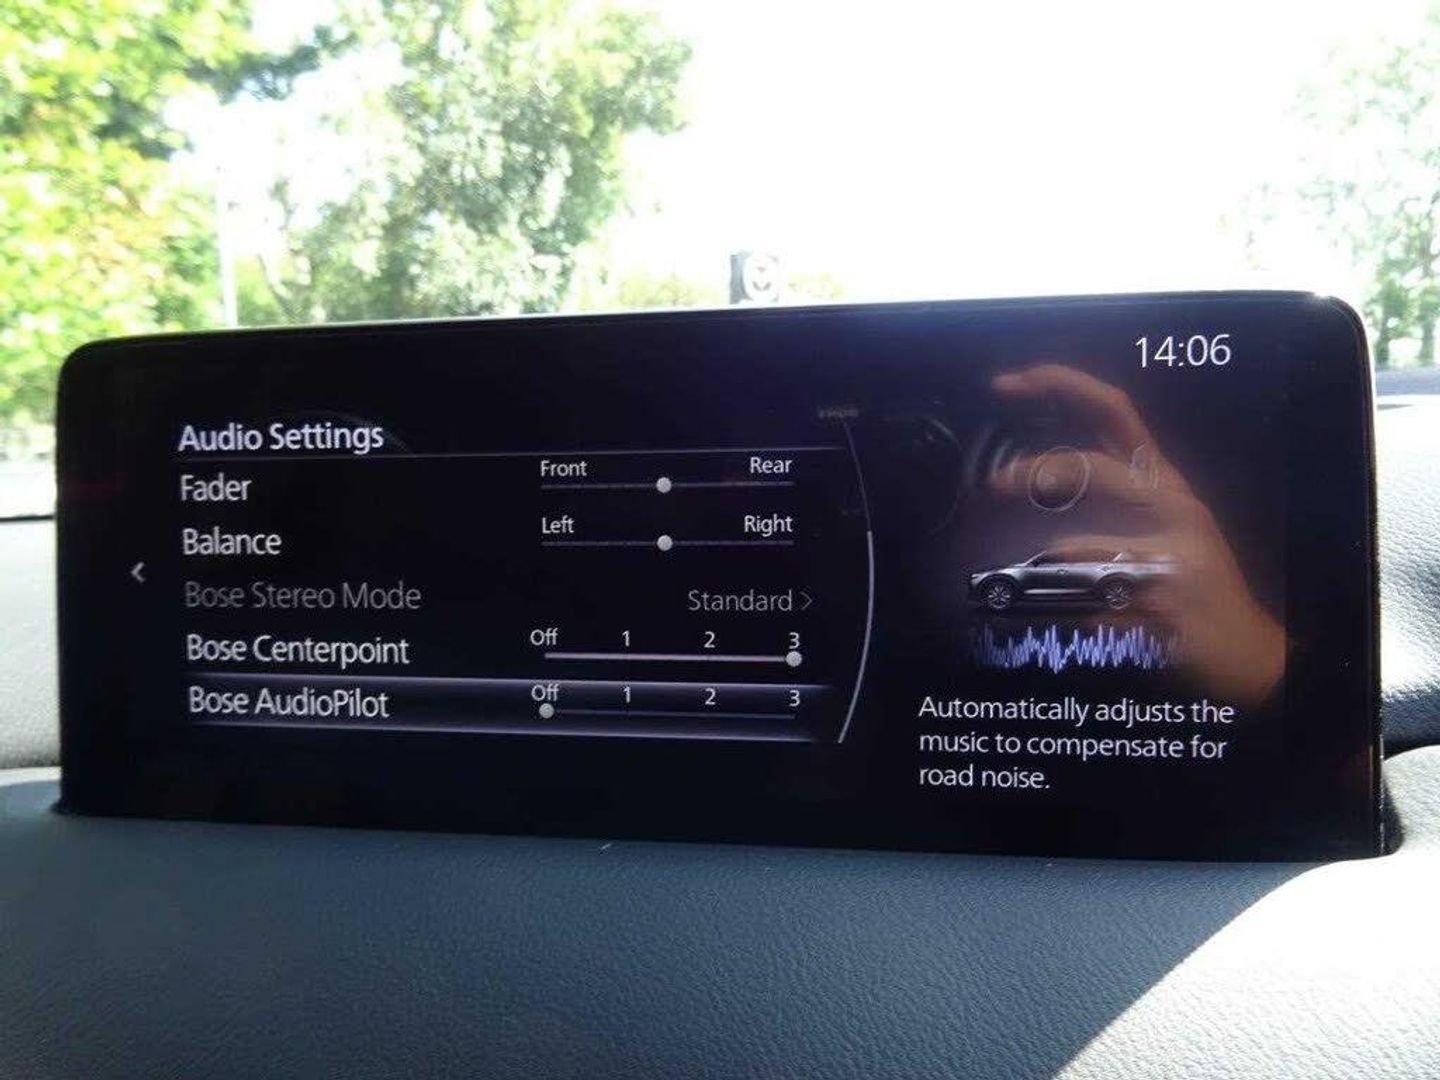 14:06
Audio Settings
Fader Front Rear
Balance Left Right
Bose Stereo Mode Standard >
Bose Centerpoint Off 1 2 3
Bose AudioPilot Off 1 2 3
Automatically adjusts the
music to compensate for
road noise.